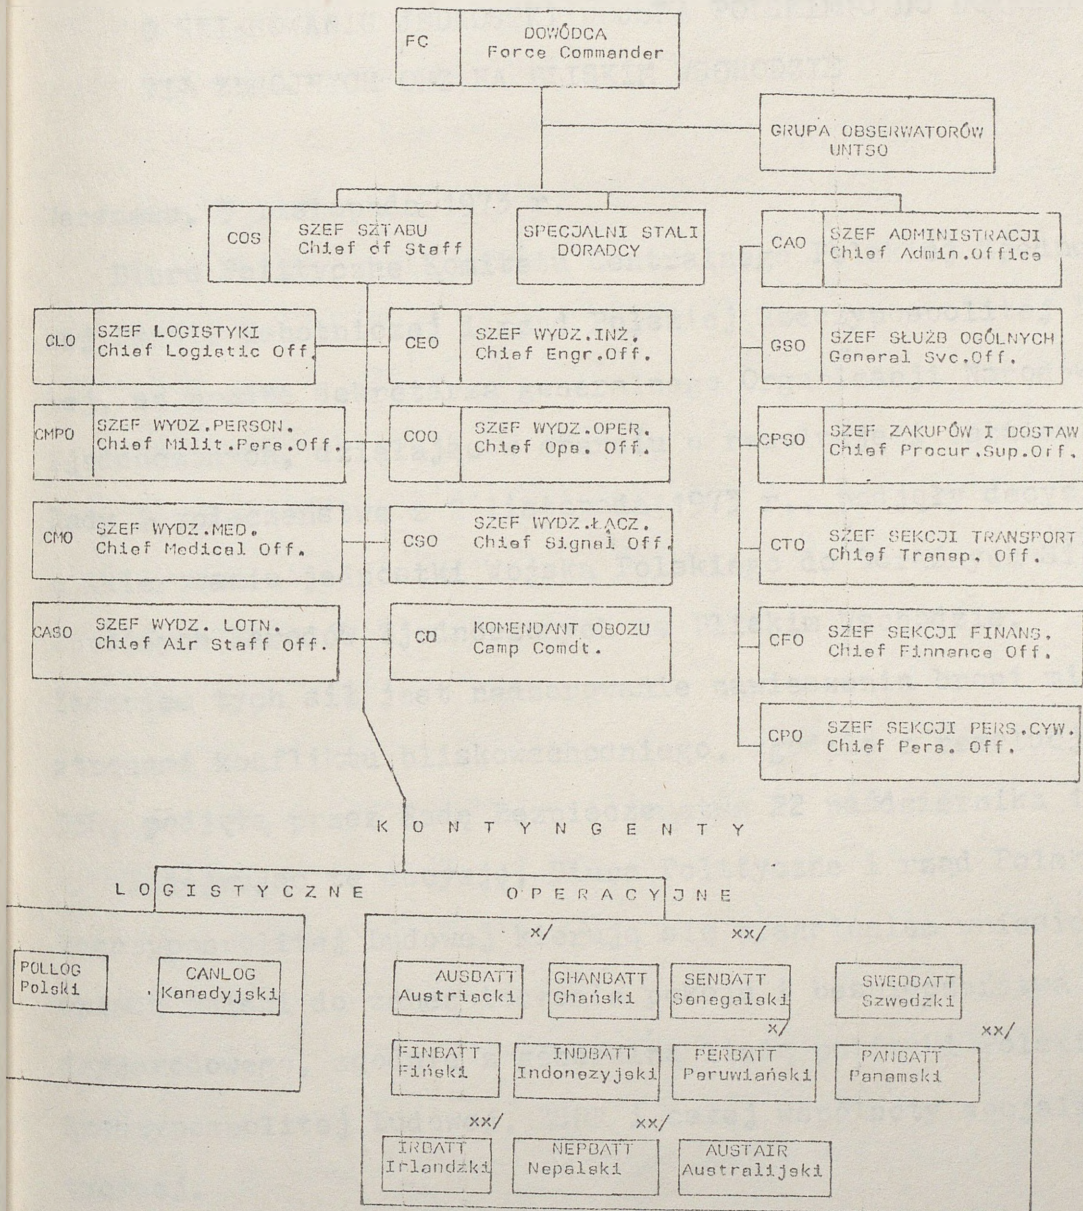 FC DOWÓDCA
Force Commander
GRUPA OBSERWATORÓW
UNTSO
COS SZEF SZTABU
Chief of Staff
SPECJALNI STALI
DORADCY
CAO SZEF ADMINISTRACJI
Chief Admin.Office
CLO SZEF LOGISTYKI
Chief Logistic Off.
CEO SZEF WYDZ.INŻ.
Chief Engr.Off.
GSO SZEF SŁUŻB OGÓLNYCH
General Svc.Off.
CMPO SZEF WYDZ.PERSON.
Chief Milit.Pers.Off.
COO SZEF WYDZ.OPER.
Chief Ops. Off.
CPSO SZEF ZAKUPÓW I DOSTAW
Chief Procur.Sup.Off.
CMO SZEF WYDZ.MED.
Chief Medical Off.
CSO SZEF WYDZ.ŁĄCZ.
Chief Signal Off.
CTO SZEF SEKCJI TRANSPORT
Chief Transp. Off.
CASO SZEF WYDZ. LOTN.
Chief Air Staff Off.
CD KOMENDANT OBOZU
Camp Comdt.
CFO SZEF SEKCJI FINANS.
Chief Finnance Off.
CPO SZEF SEKCJI PERS.CYW.
Chief Pers. Off.
K O N T Y N G E N T Y
L O G I S T Y C Z N E
O P E R A C Y J N E
POLLOG
Polski
CANLOG
Kanadyjski
x/ xx/
AUSBATT
Austriacki
GHANBATT
Ghański
SENBATT
Senegalski
SWEDBATT
Szwedzki
x/ xx/
FINBATT
Fiński
INDBATT
Indonezyjski
PERBATT
Peruwiański
PANBATT
Panamski
xx/ xx/
IRBATT
Irlandzki
NEPBATT
Nepalski
AUSTAIR
Australijski